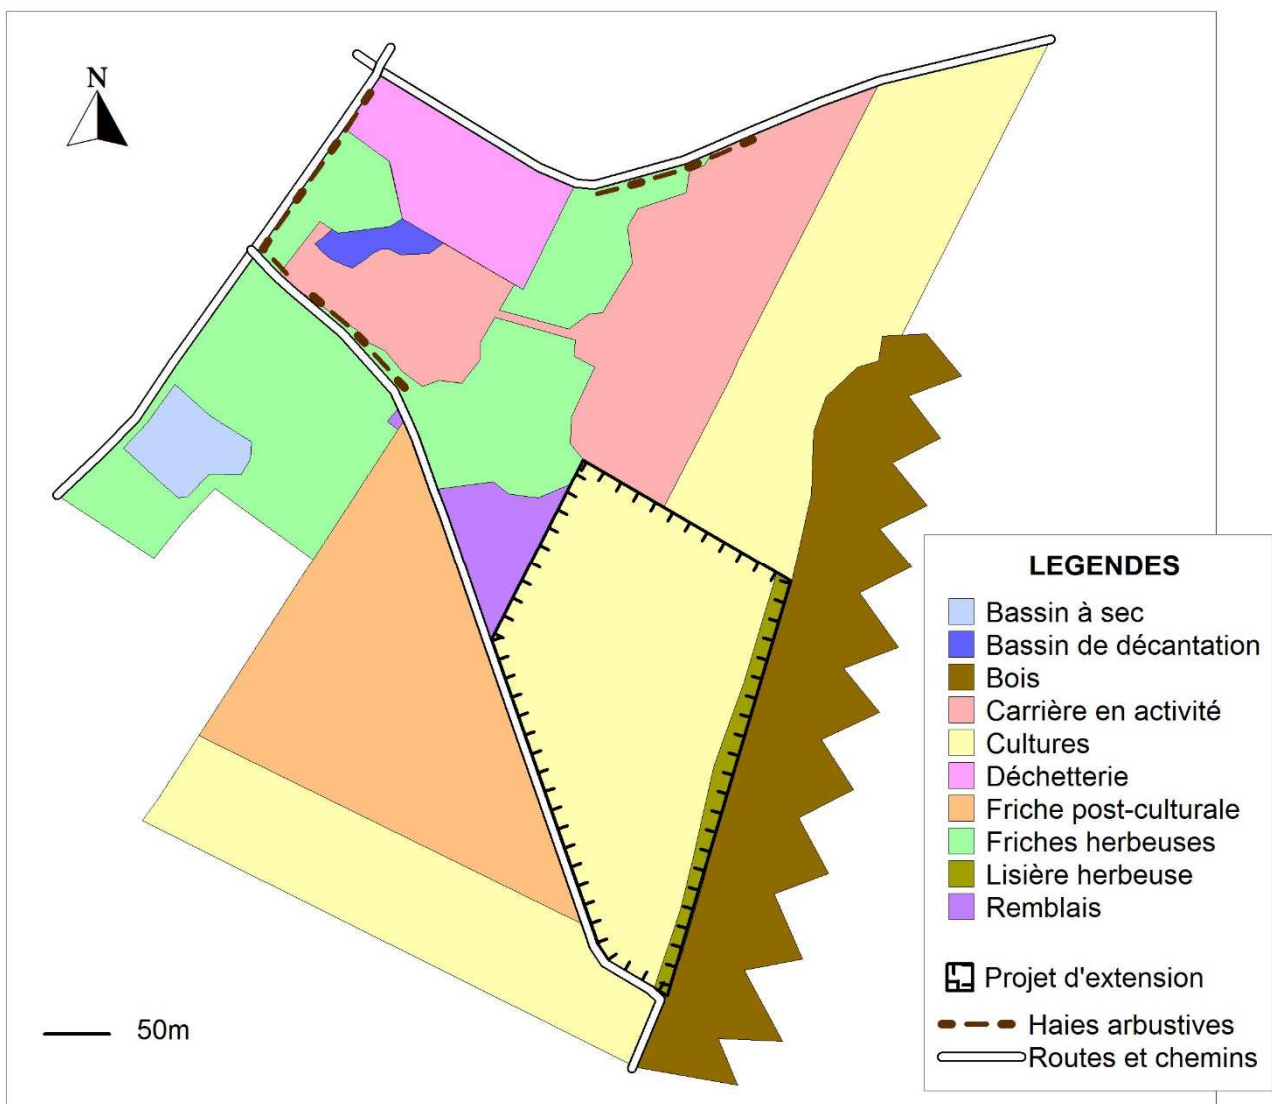 N
LEGENDES
Bassin à sec
Bassin de décantation
Bois
Carrière en activité
Cultures
Déchetterie
Friche post-culturale
Friches herbeuses
Lisière herbeuse
Remblais
Projet d'extension
Haies arbustives
Routes et chemins
50m